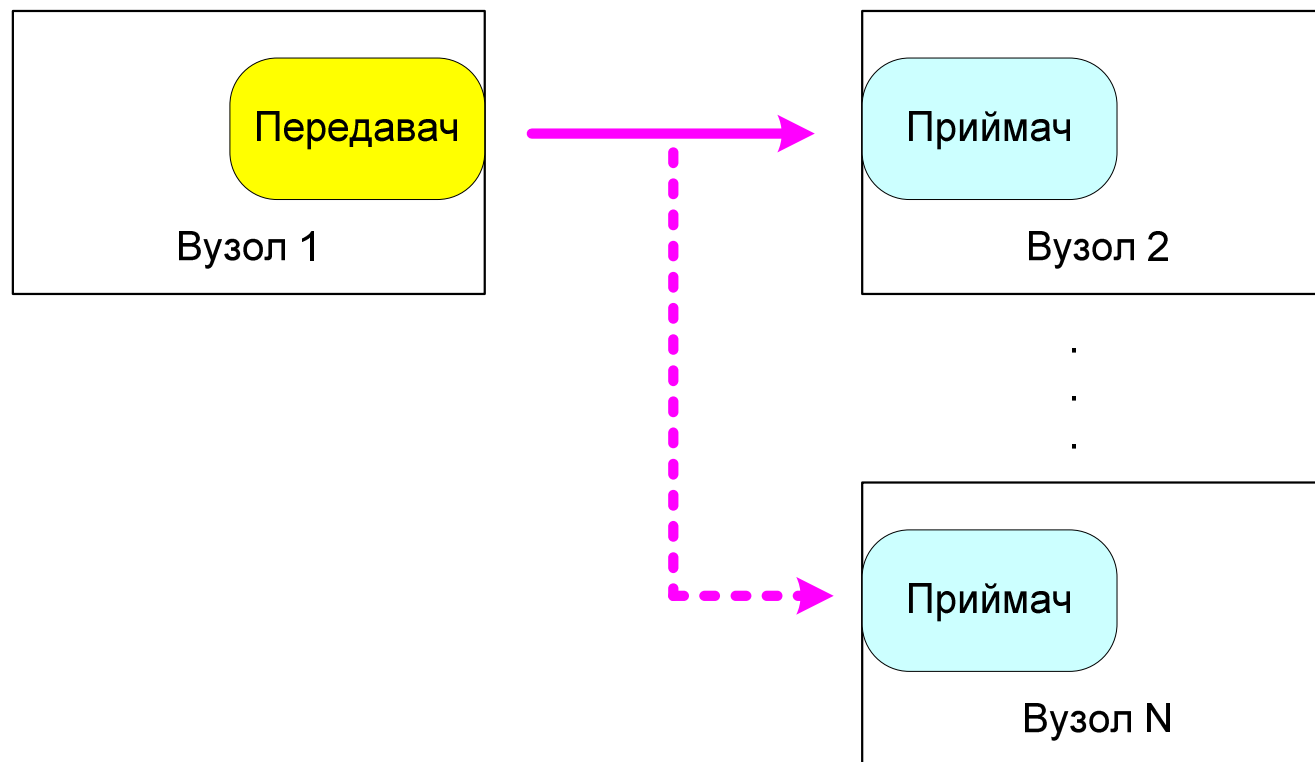 Передавач
Приймач
Вузол 1
Вузол 2
.
.
.
Приймач
Вузол N